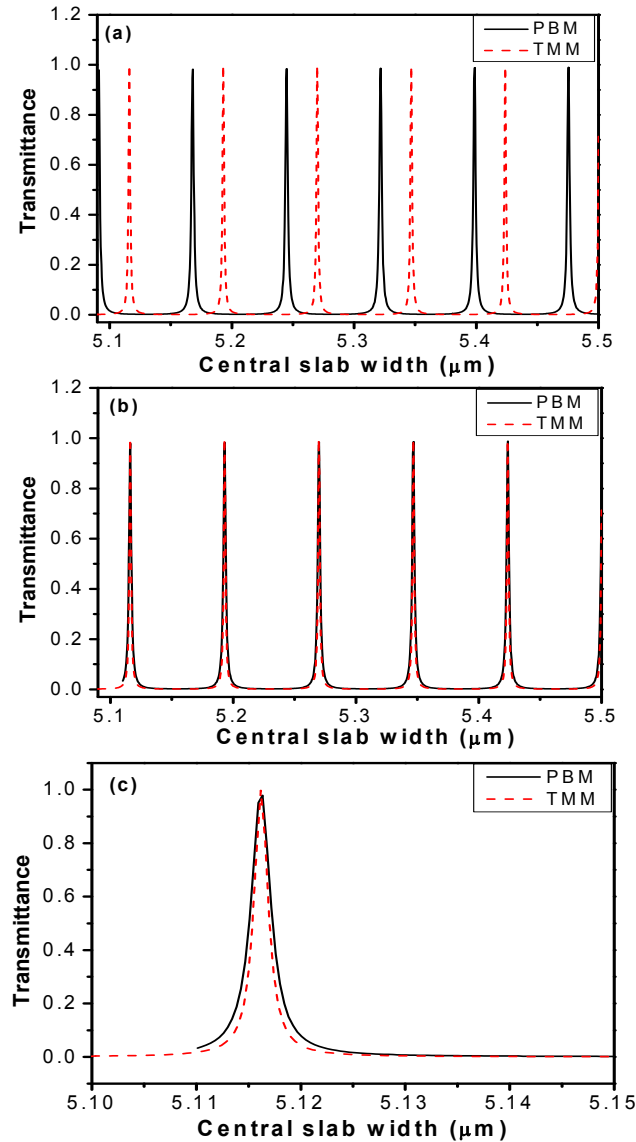 (a)
PBM
TMM
Transmittance
1.2
1.0
0.8
0.6
0.4
0.2
0.0
5.1 5.2 5.3 5.4 5.5
Central slab width (μm)
(b)
PBM
TMM
Transmittance
1.2
1.0
0.8
0.6
0.4
0.2
0.0
5.1 5.2 5.3 5.4 5.5
Central slab width (μm)
(c)
PBM
TMM
Transmittance
1.0
0.8
0.6
0.4
0.2
0.0
5.10 5.11 5.12 5.13 5.14 5.15
Central slab width (μm)